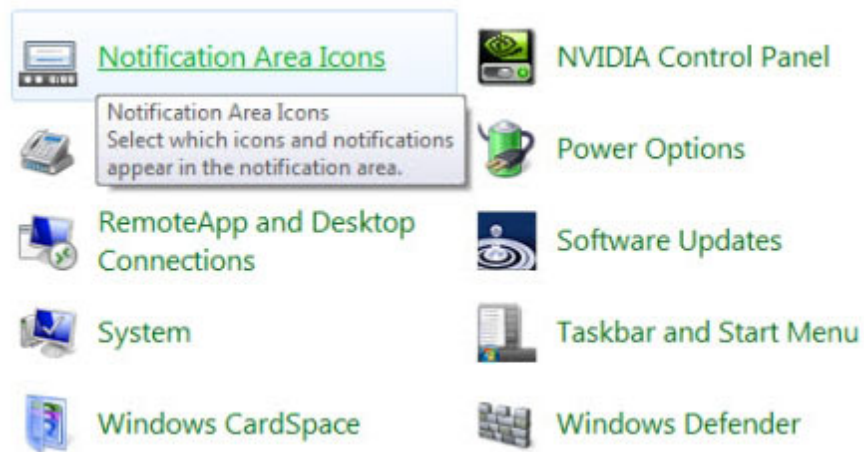 Notification Area Icons
NVIDIA Control Panel
Notification Area Icons
Select which icons and notifications
appear in the notification area.
Power Options
RemoteApp and Desktop
Connections
Software Updates
System
Taskbar and Start Menu
Windows CardSpace
Windows Defender